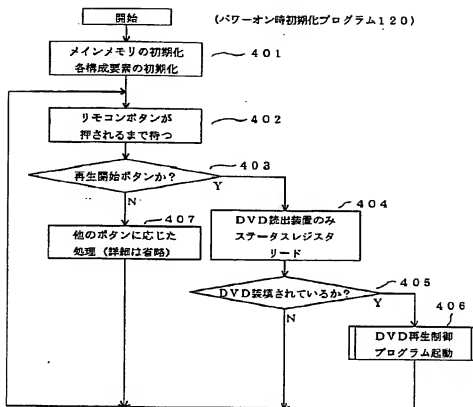 開始
(パワーオン時初期化プログラム120)
メインメモリの初期化
各構成要素の初期化
401
リモコンボタンが
押されるまで待つ
402
再生開始ボタンか?
403
Y
N
407
他のボタンに応じた
処理(詳細は省略)
404
DVD読出装置のみ
ステータスレジスタ
リード
405
DVD装填されているか?
Y
N
406
DVD再生制御
プログラム起動